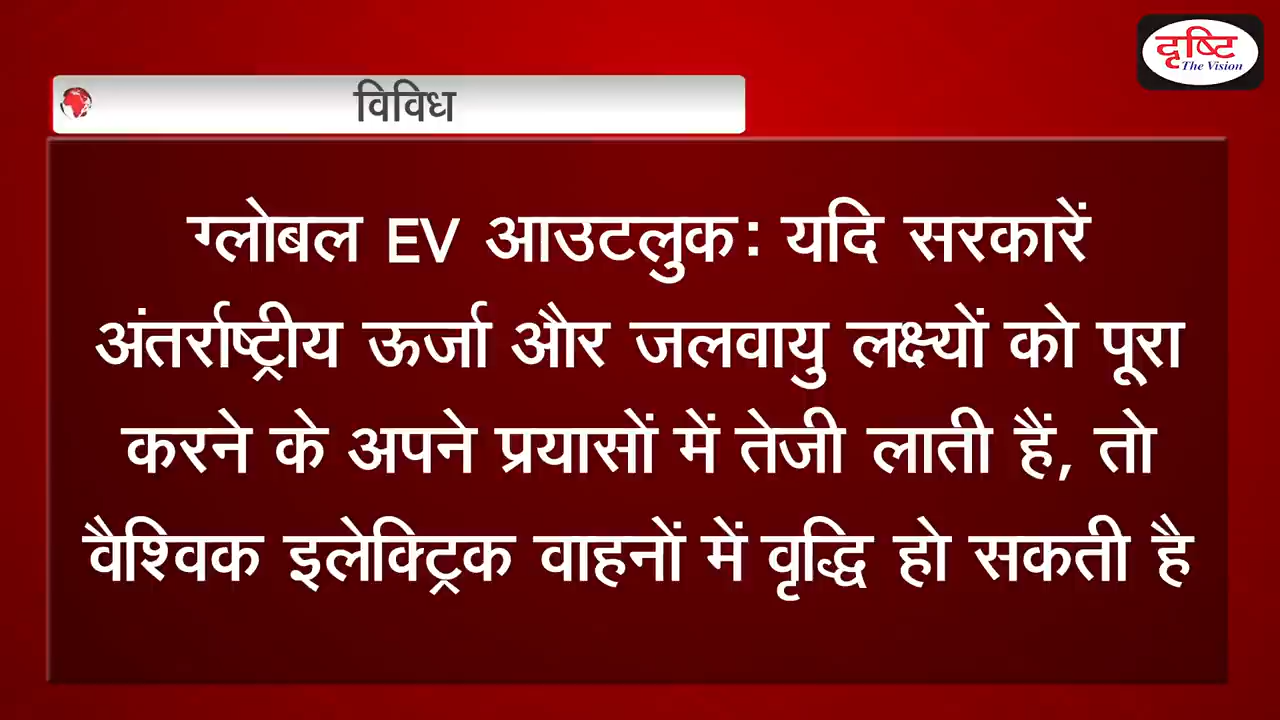 दृष्टि
The Vision
विविध
ग्लोबल EV आउटलुक: यदि सरकारें
अंतर्राष्ट्रीय ऊर्जा और जलवायु लक्ष्यों को पूरा
करने के अपने प्रयासों में तेजी लाती हैं, तो
वैश्विक इलेक्ट्रिक वाहनों में वृद्धि हो सकती है